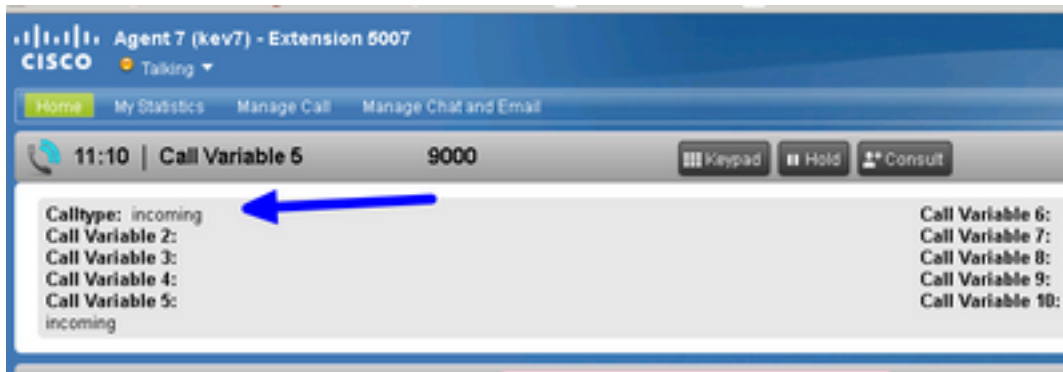 Agent 7 (kev7) - Extension 5007
CISCO Talking
Home My Statistics Manage Call Manage Chat and Email
11:10 | Call Variable 5 9000 Keypad Hold Consult
Calltype: incoming Call Variable 6:
Call Variable 2: Call Variable 7:
Call Variable 3: Call Variable 8:
Call Variable 4: Call Variable 9:
Call Variable 5: Call Variable 10:
incoming